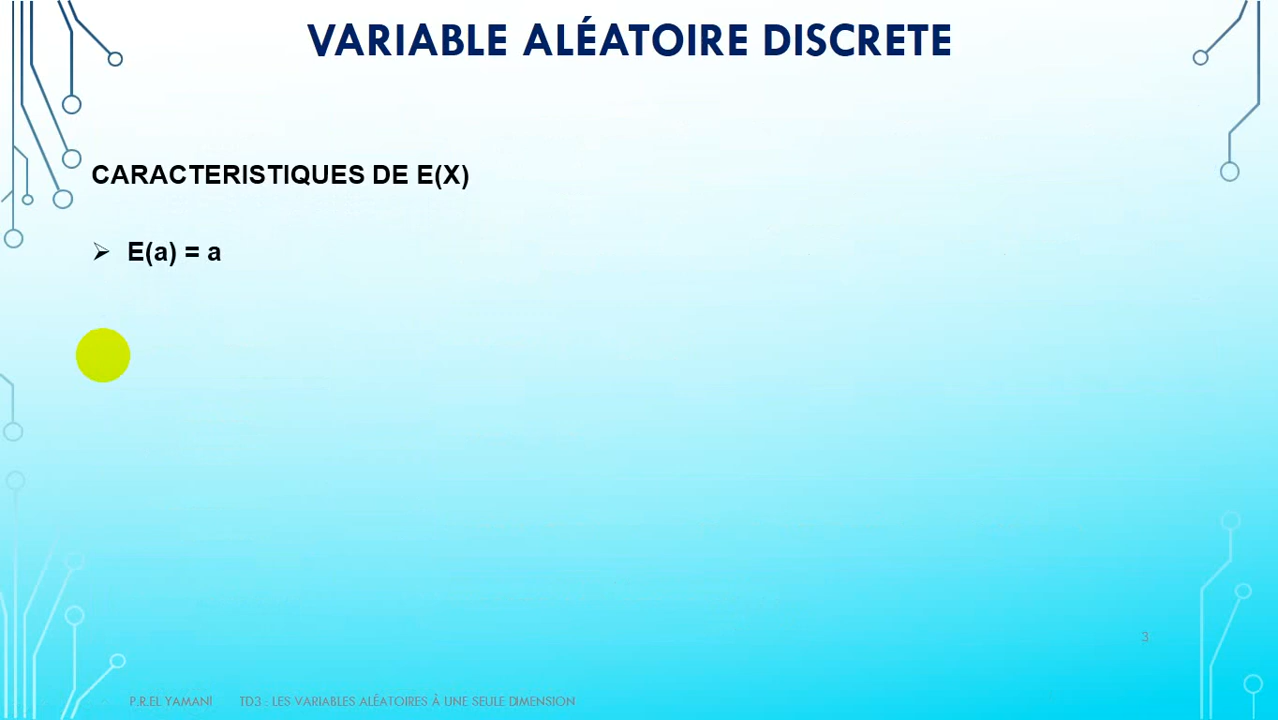 VARIABLE ALÉATOIRE DISCRETE
CARACTERISTIQUES DE E(X)
➢ E(a) = a
3
P.R.EL YAMANI TD3 : LES VARIABLES ALÉATOIRES À UNE SEULE DIMENSION